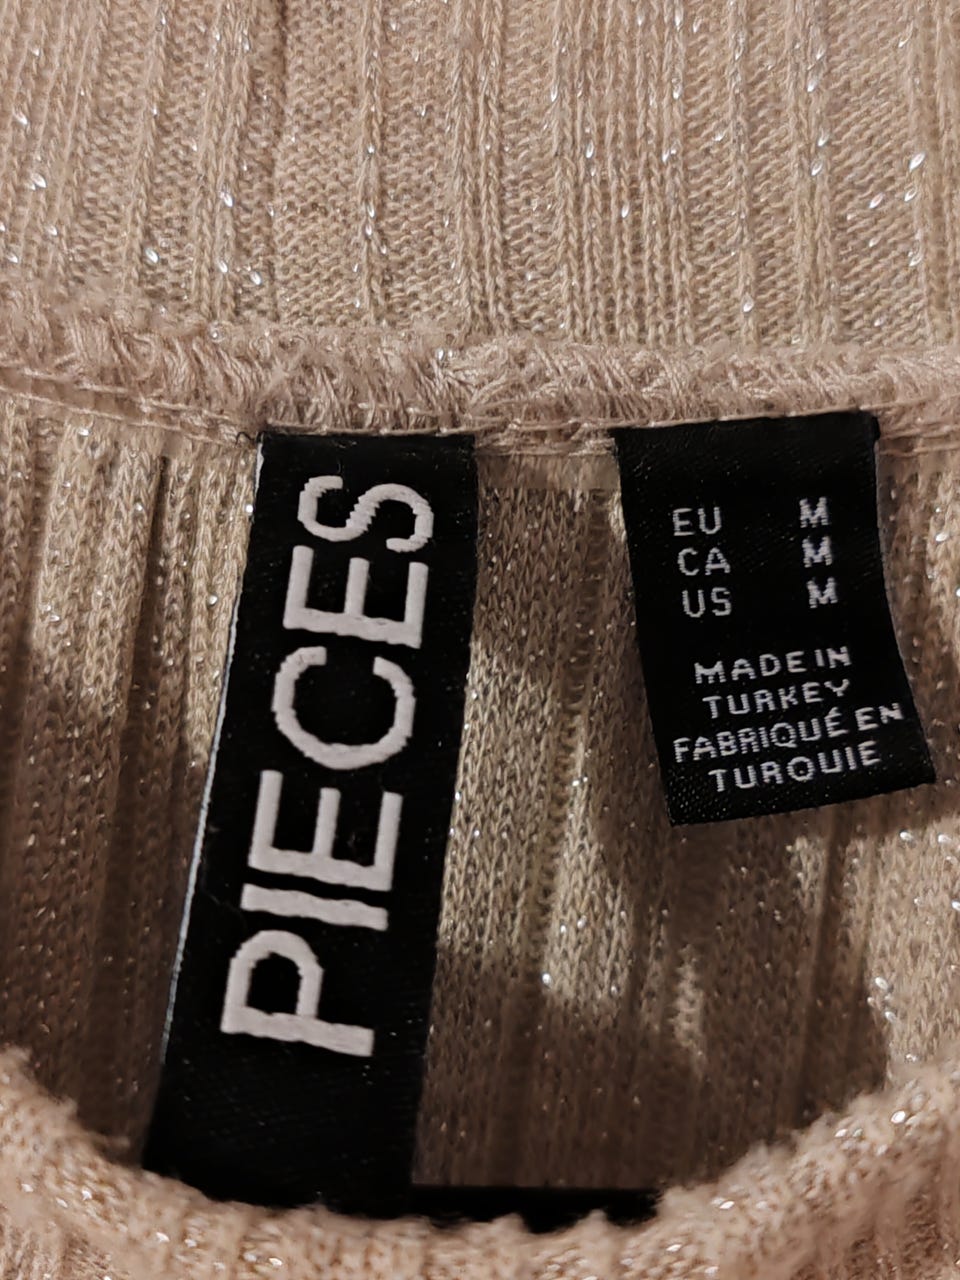 PIECES
EU M
CA M
US M
MADE IN
TURKEY
FABRIQUÉ EN
TURQUIE